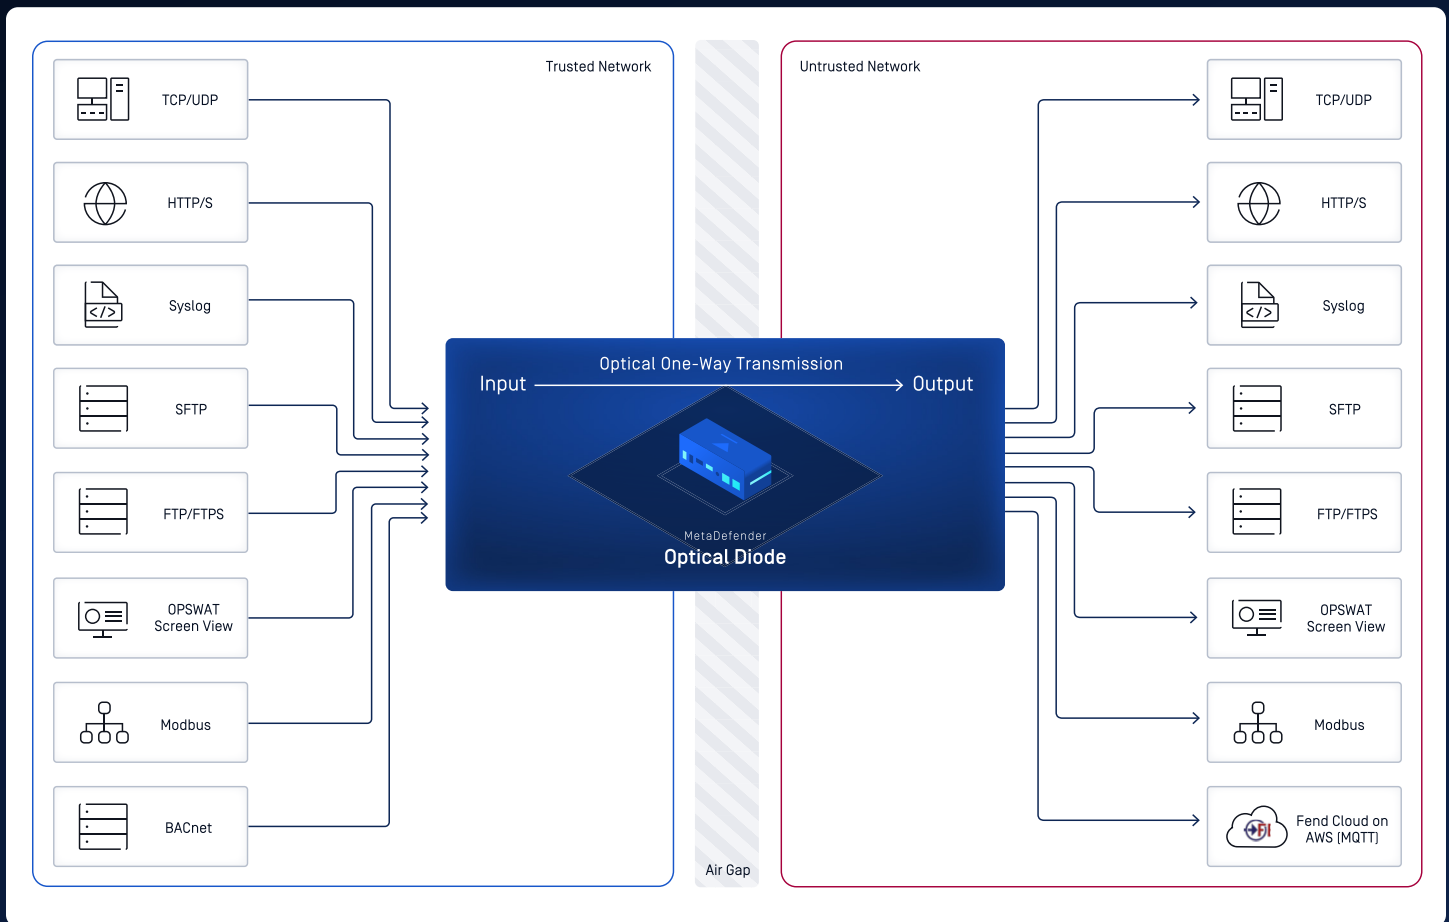 Trusted Network
TCP/UDP
HTTP/S
Syslog
SFTP
FTP/FTPS
OPSWAT
Screen View
Modbus
BACnet
Optical One-Way Transmission
Input
Output
MetaDefender
Optical Diode
Air Gap
Untrusted Network
TCP/UDP
HTTP/S
Syslog
SFTP
FTP/FTPS
OPSWAT
Screen View
Modbus
Fend Cloud on
AWS (MQTT)